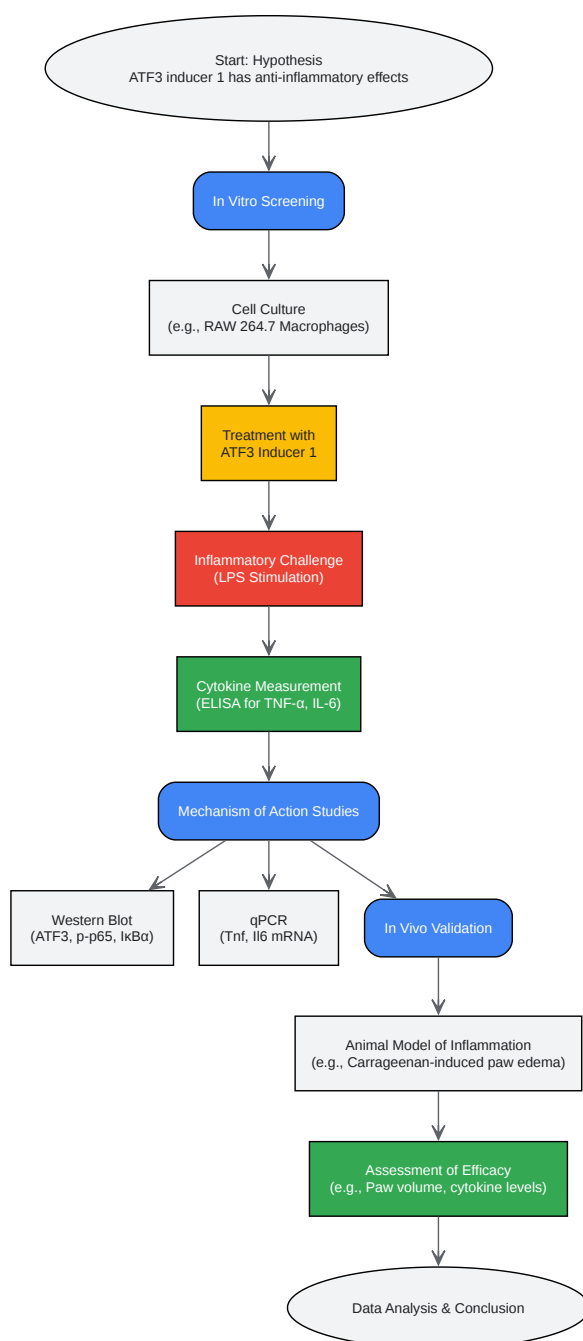 Start: Hypothesis
ATF3 inducer 1 has anti-inflammatory effects
In Vitro Screening
Cell Culture
(e.g., RAW 264.7 Macrophages)
Treatment with
ATF3 Inducer 1
Inflammatory Challenge
(LPS Stimulation)
Cytokine Measurement
(ELISA for TNF-α, IL-6)
Mechanism of Action Studies
Western Blot
(ATF3, p-p65, IκBα)
qPCR
(Tnf, Il6 mRNA)
In Vivo Validation
Animal Model of Inflammation
(e.g., Carrageenan-induced paw edema)
Assessment of Efficacy
(e.g., Paw volume, cytokine levels)
Data Analysis & Conclusion